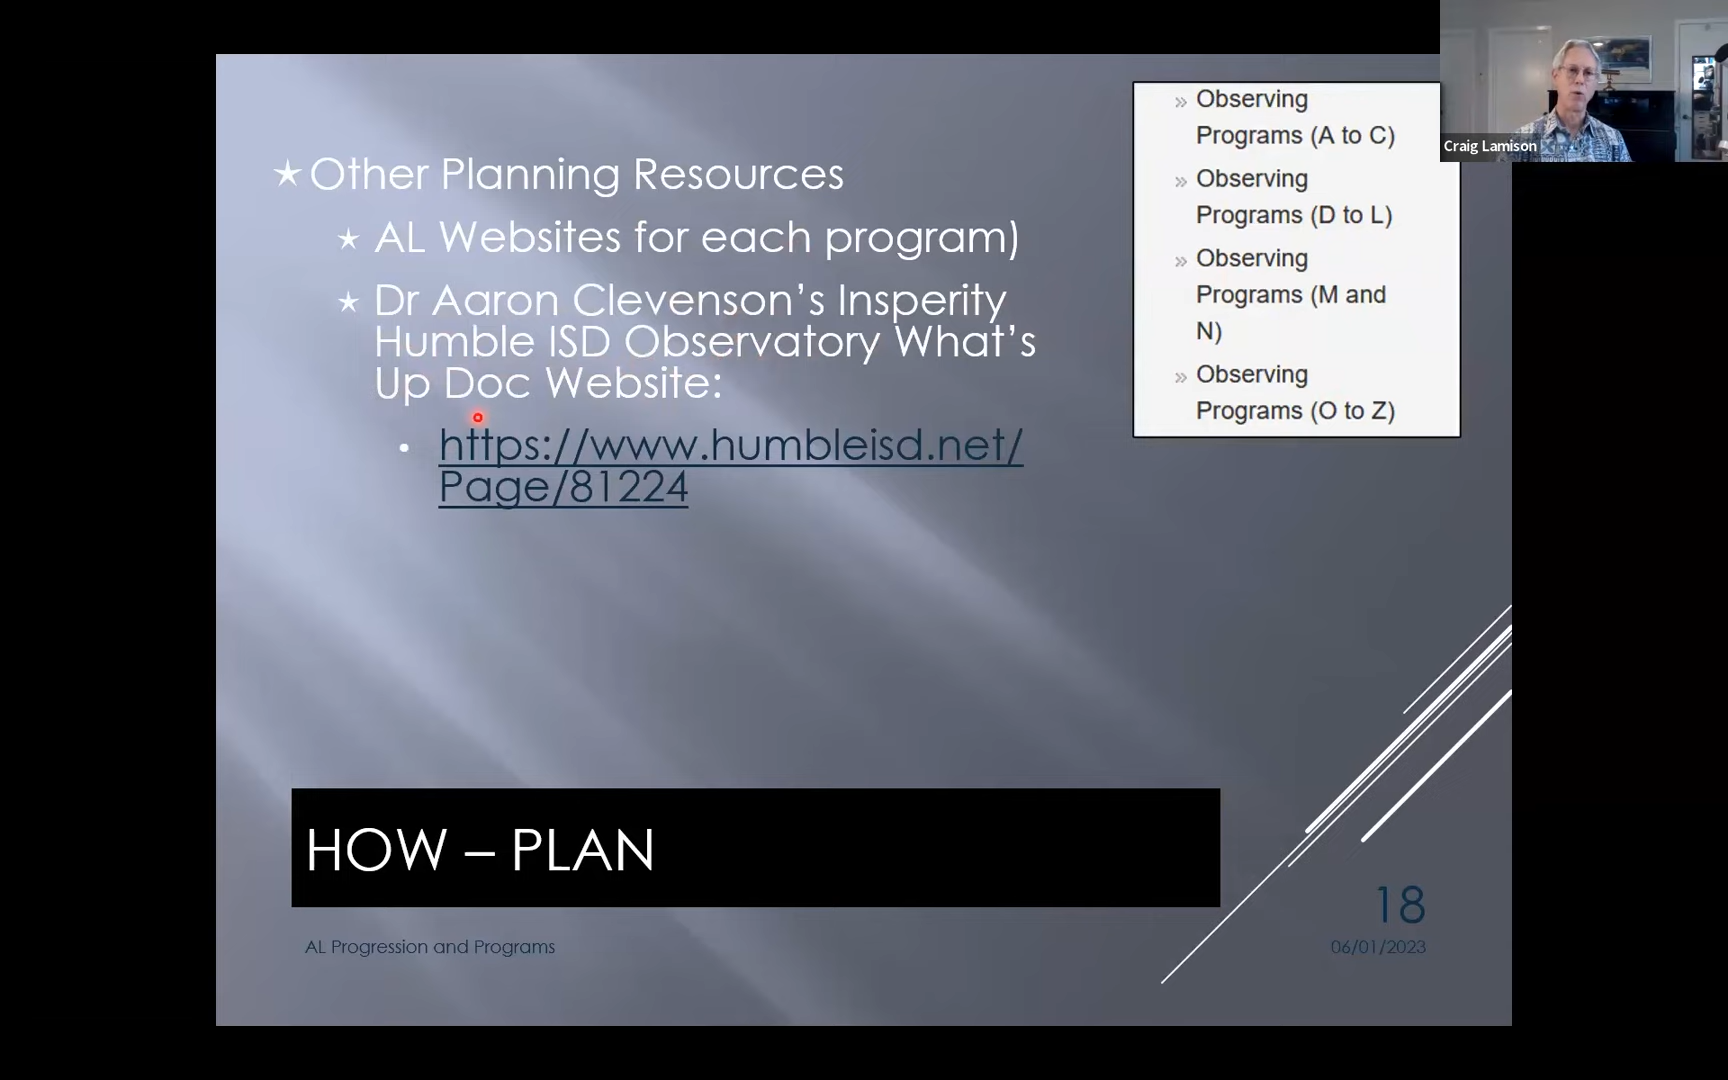 Other Planning Resources
AL Websites for each program)
Dr Aaron Clevenson’s Insperity
Humble ISD Observatory What’s
Up Doc Website:
https://www.humbleisd.net/
Page/81224
» Observing
Programs (A to C)
» Observing
Programs (D to L)
» Observing
Programs (M and
N)
» Observing
Programs (O to Z)
Craig Lamison
HOW – PLAN
18
AL Progression and Programs
06/01/2023